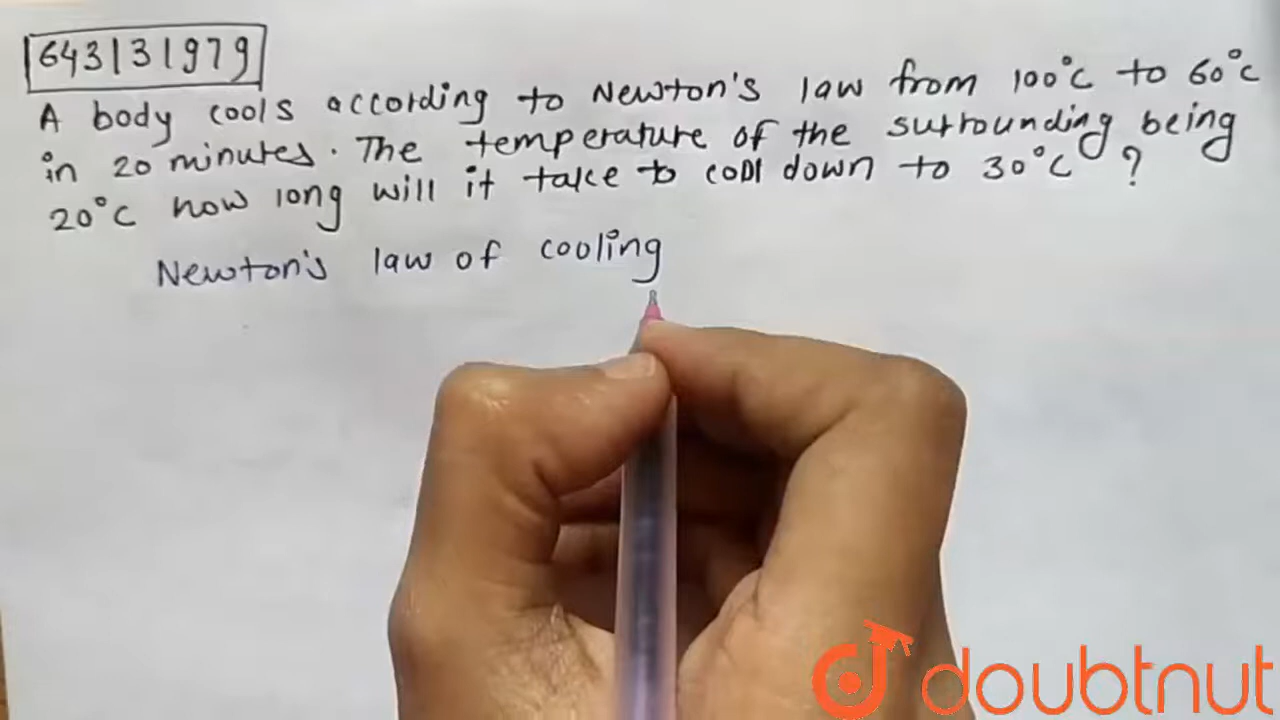 643131979
A body cools according to Newton's law from 100°C to 60°C
in 20 minutes. The temperature of the surrounding being
20°C how long will it take to cool down to 30°C ?
Newton's law of cooling
doubtnut